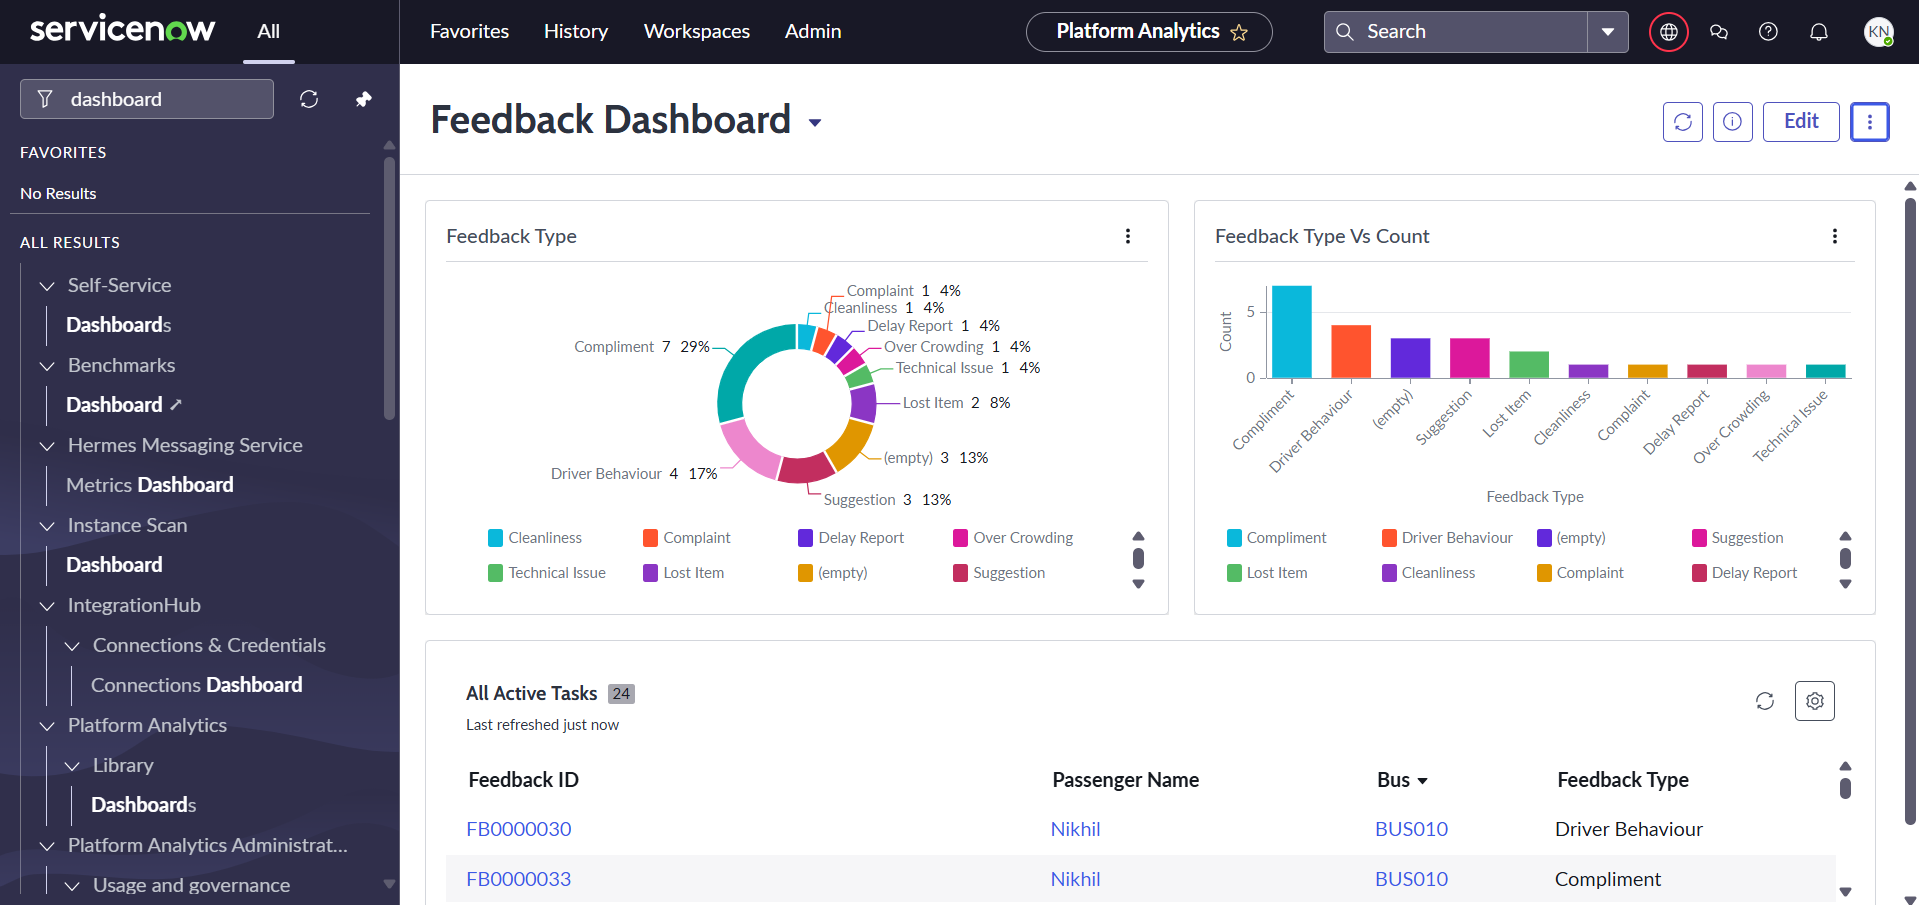 servicenow
All
Favorites
History
Workspaces
Admin
Platform Analytics
Search
KN
dashboard
FAVORITES
No Results
ALL RESULTS
Self-Service
Dashboards
Benchmarks
Dashboard
Hermes Messaging Service
Metrics Dashboard
Instance Scan
Dashboard
IntegrationHub
Connections & Credentials
Connections Dashboard
Platform Analytics
Library
Dashboards
Platform Analytics Administrat...
Usage and governance
Feedback Dashboard
Edit
Feedback Type
Complaint 1 4%
Cleanliness 1 4%
Delay Report 1 4%
Over Crowding 1 4%
Technical Issue 1 4%
Compliment 7 29%
Lost Item 2 8%
(empty) 3 13%
Driver Behaviour 4 17%
Suggestion 3 13%
Cleanliness
Complaint
Delay Report
Over Crowding
Technical Issue
Lost Item
(empty)
Suggestion
Feedback Type Vs Count
Count
5
0
Compliment
Driver Behaviour
(empty)
Suggestion
Lost Item
Cleanliness
Complaint
Delay Report
Over Crowding
Technical Issue
Feedback Type
Compliment
Driver Behaviour
(empty)
Suggestion
Lost Item
Cleanliness
Complaint
Delay Report
All Active Tasks 24
Last refreshed just now
Feedback ID Passenger Name Bus Feedback Type
FB0000030 Nikhil BUS010 Driver Behaviour
FB0000033 Nikhil BUS010 Compliment